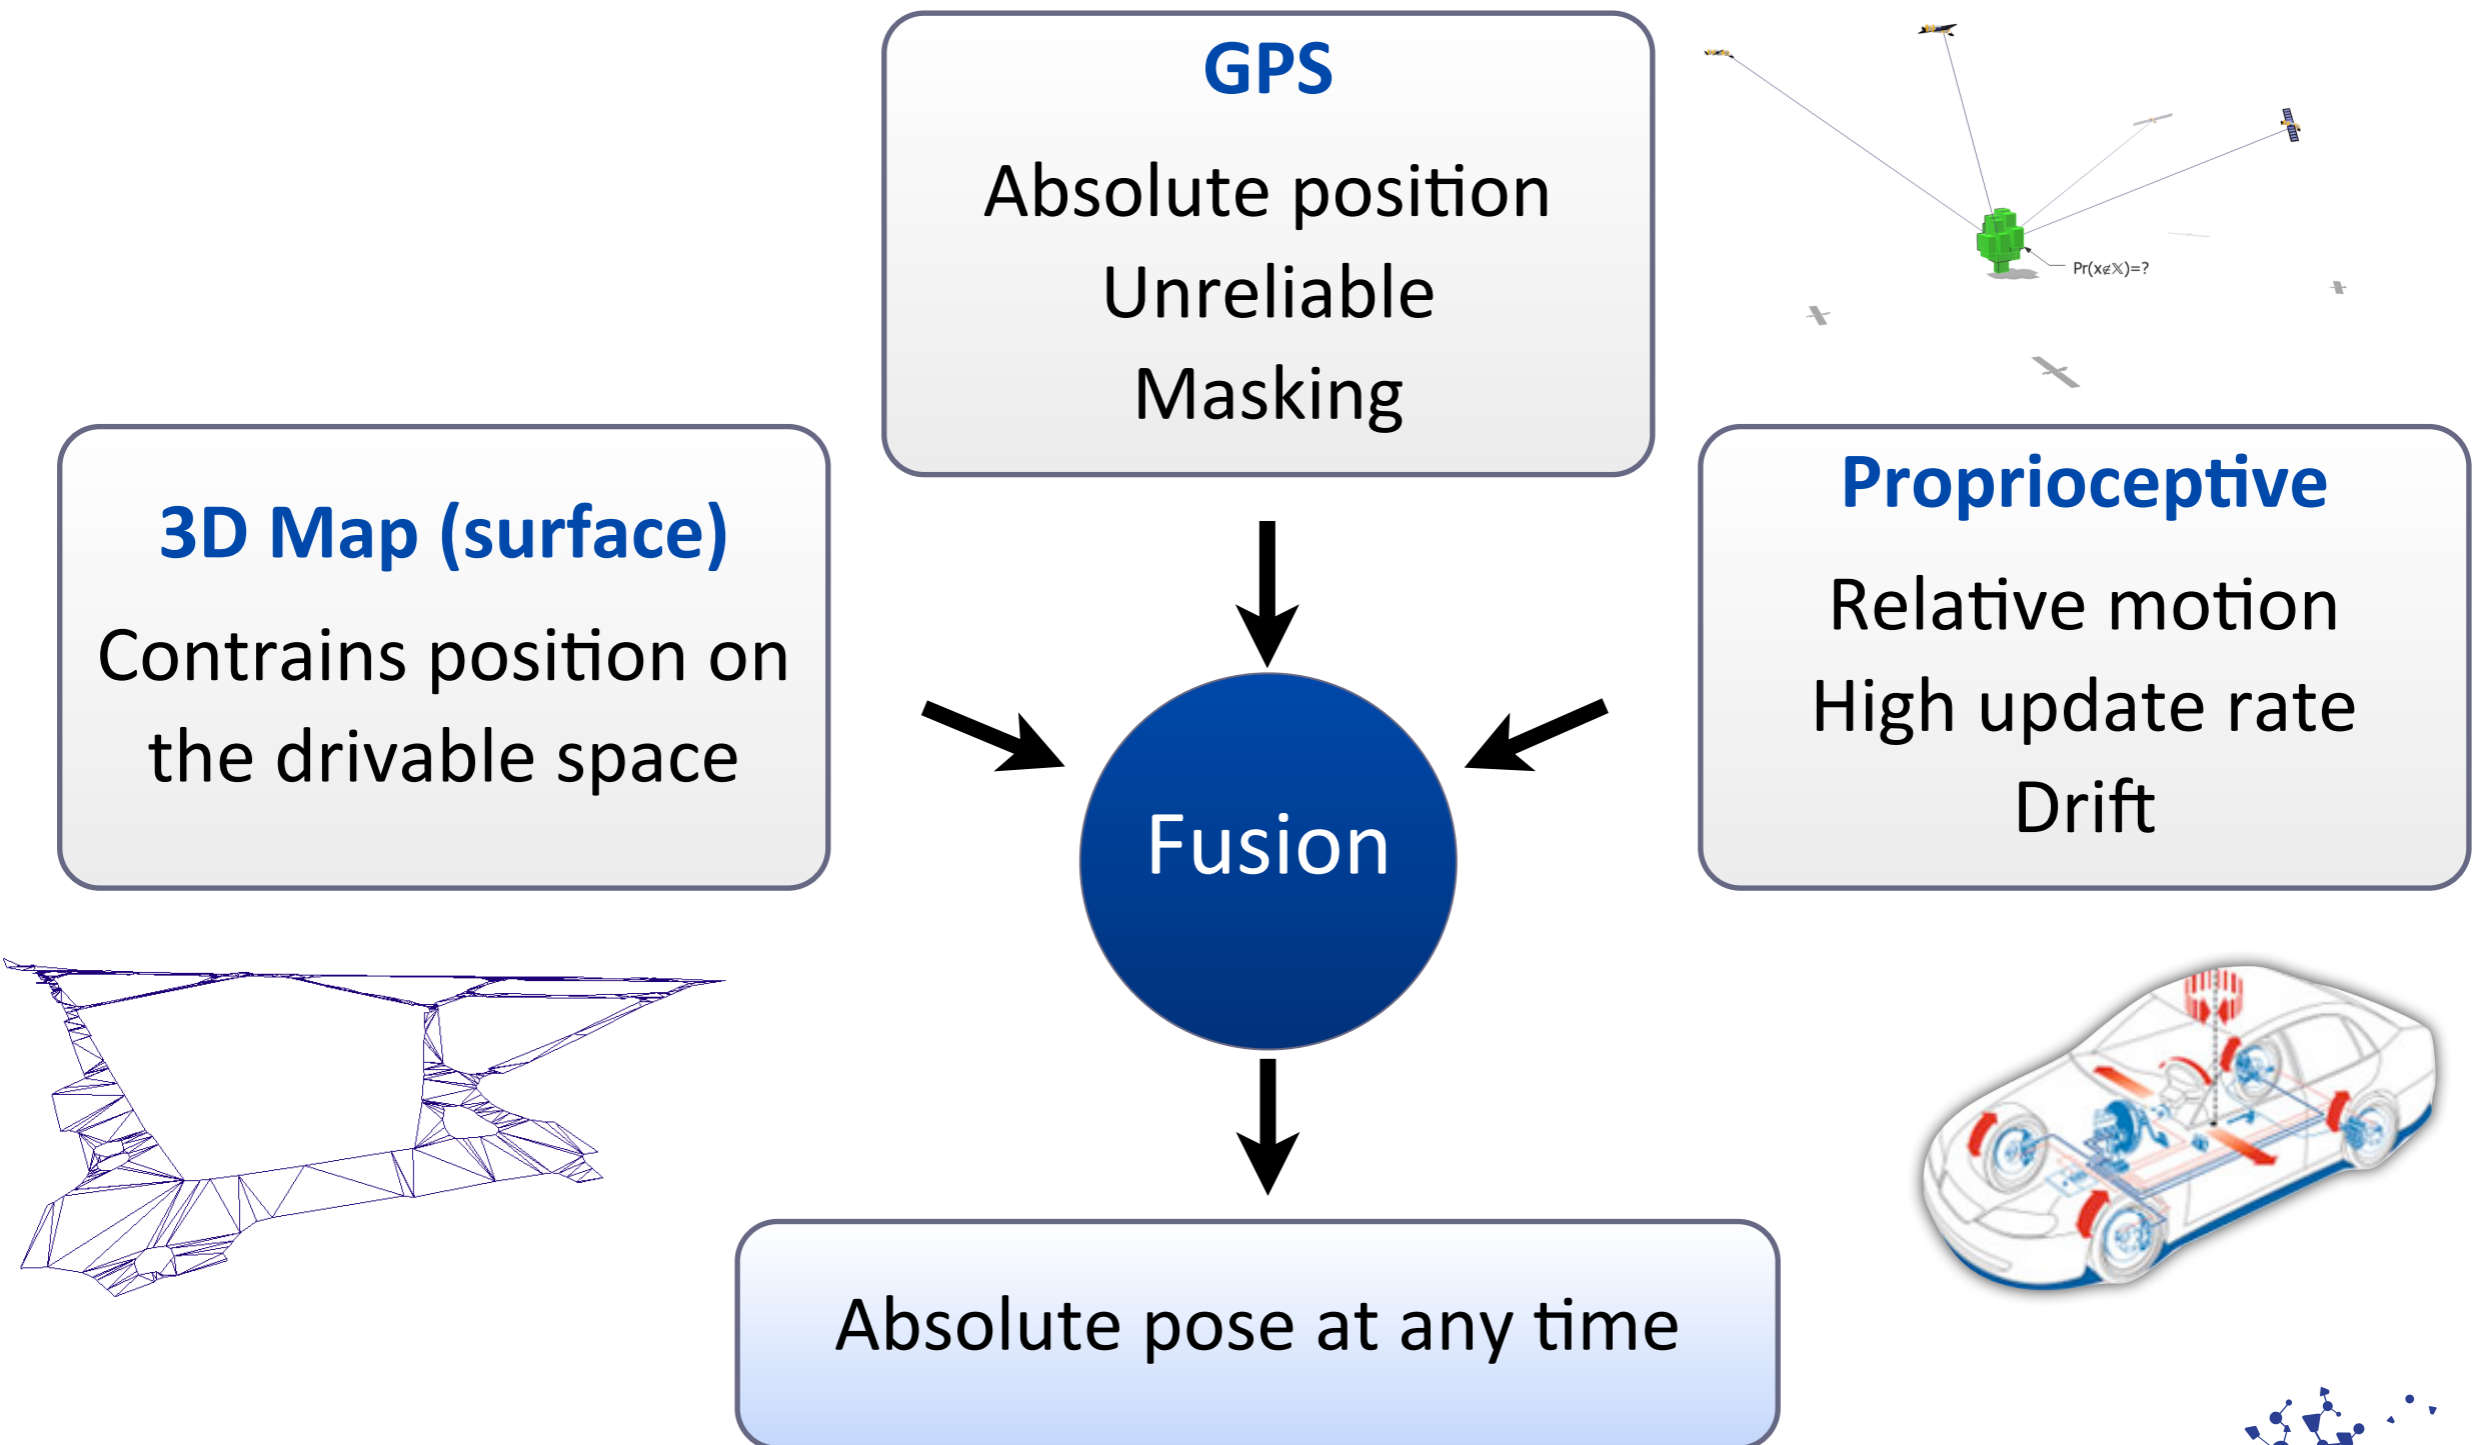 GPS
Absolute position
Unreliable
Masking
Pr(x∉𝕏)=?
3D Map (surface)
Contrains position on
the drivable space
Proprioceptive
Relative motion
High update rate
Drift
Fusion
Absolute pose at any time